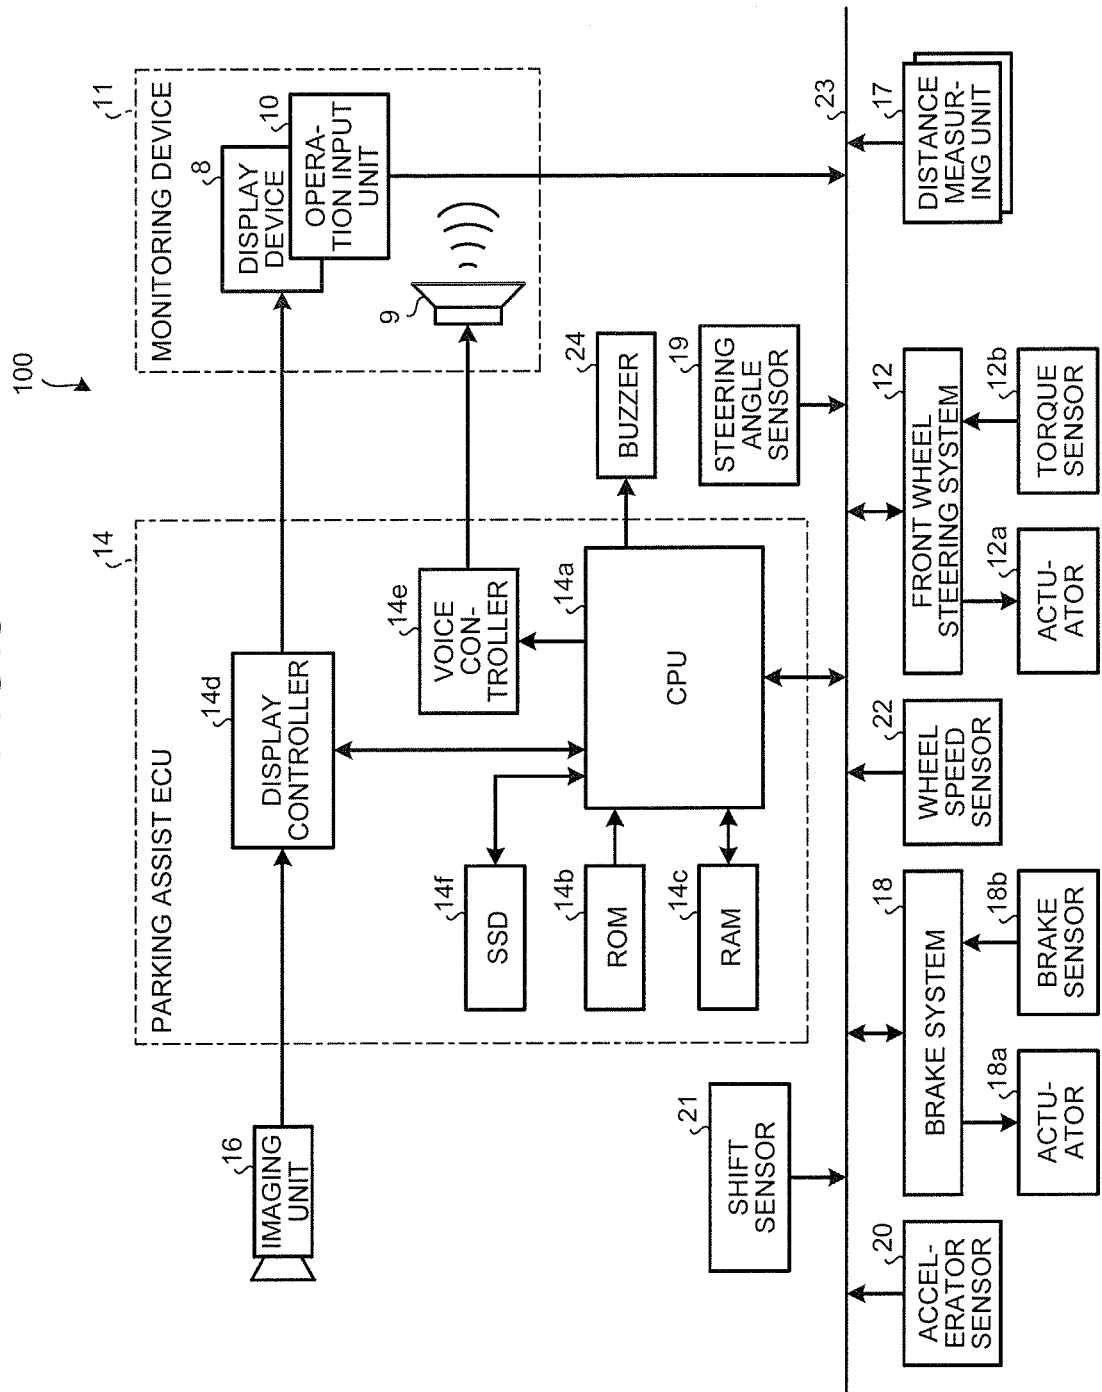 100
11
MONITORING DEVICE
8
DISPLAY
DEVICE
10
OPERA-
TION INPUT
UNIT
9
14
PARKING ASSIST ECU
14d
DISPLAY
CONTROLLER
14e
VOICE
CON-
TROLLER
14a
CPU
14f
SSD
14b
ROM
14c
RAM
16
IMAGING
UNIT
24
BUZZER
19
STEERING
ANGLE
SENSOR
21
SHIFT
SENSOR
23
20
ACCEL-
ERATOR
SENSOR
18
BRAKE SYSTEM
18a
ACTU-
ATOR
18b
BRAKE
SENSOR
22
WHEEL
SPEED
SENSOR
12
FRONT WHEEL
STEERING SYSTEM
12a
ACTU-
ATOR
12b
TORQUE
SENSOR
17
DISTANCE
MEASUR-
ING UNIT